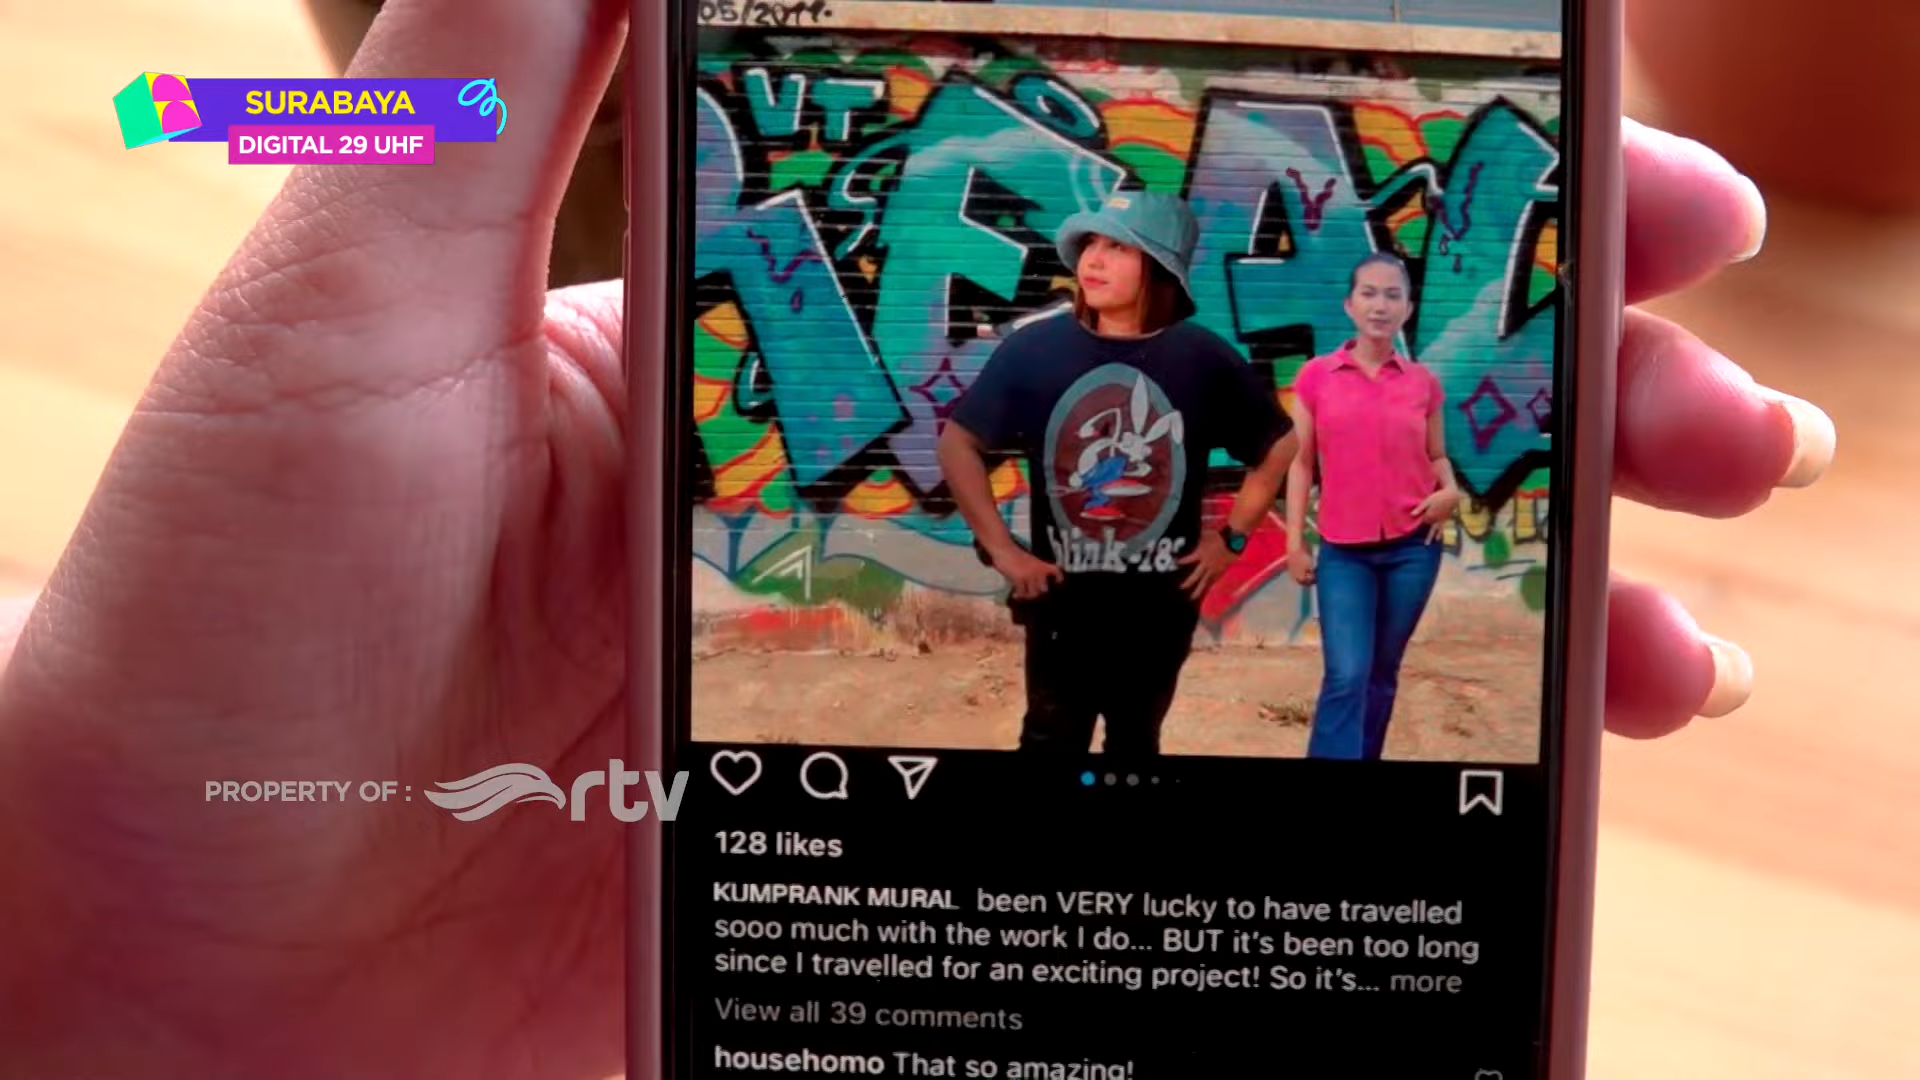 05/2011.
SURABAYA
DIGITAL 29 UHF
blink-182
PROPERTY OF : rtv
128 likes
KUMPRANK MURAL been VERY lucky to have travelled
sooo much with the work I do... BUT it's been too long
since I travelled for an exciting project! So it's... more
View all 39 comments
househomo That so amazing!